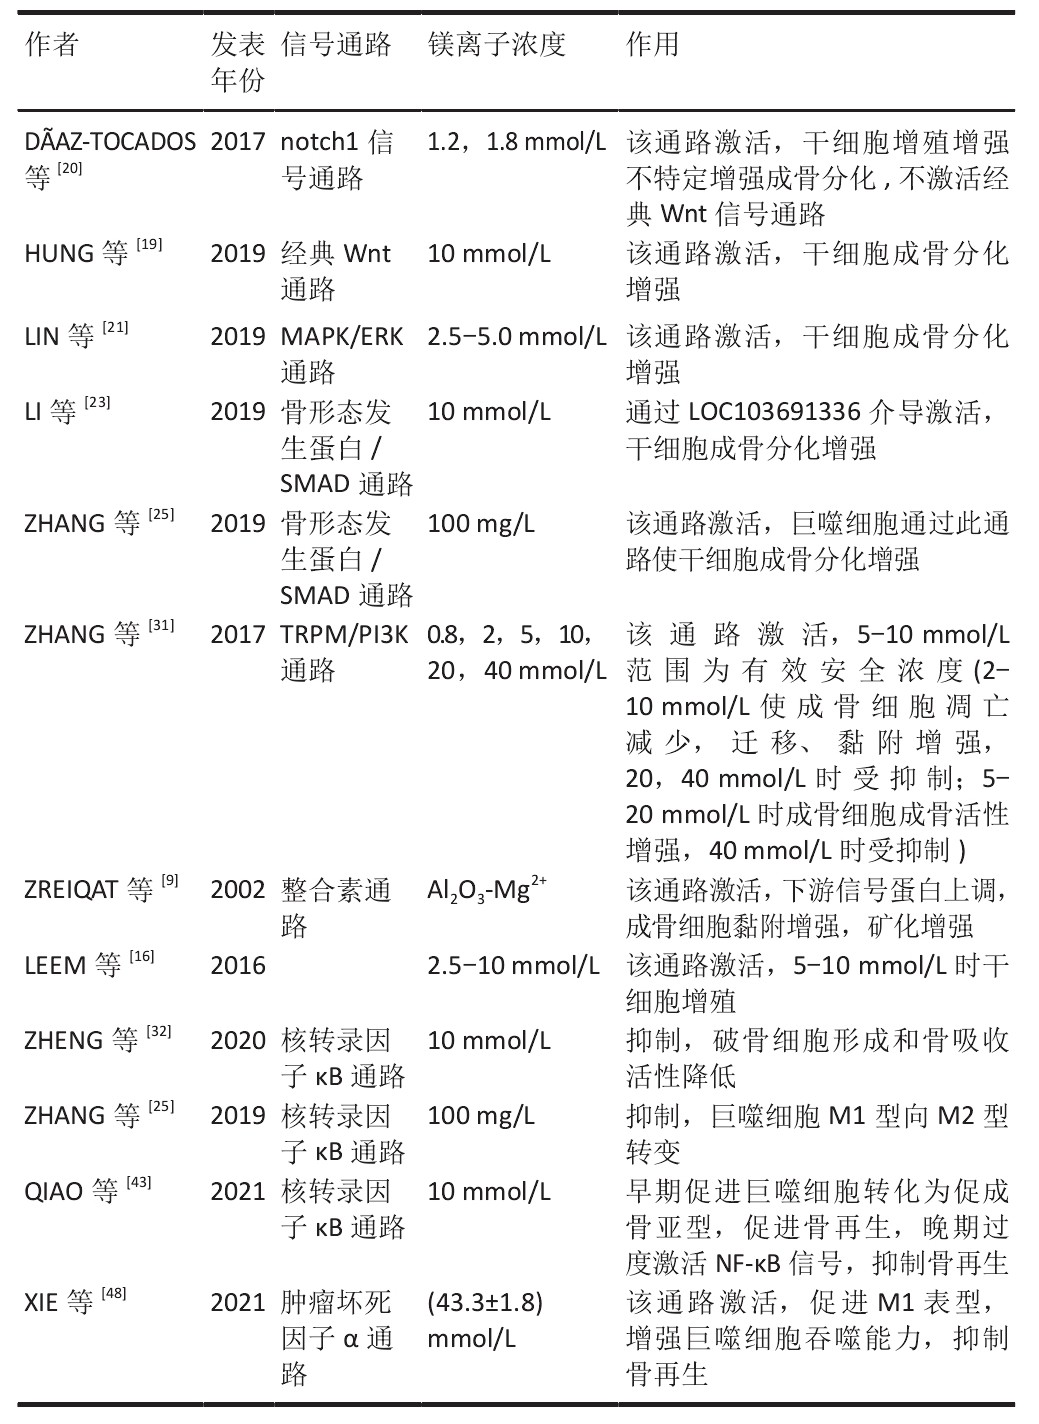 作者 发表 信号通路 镁离子浓度 作用
年份
DÃAZ-TOCADOS 2017 notch1 信 1.2，1.8 mmol/L 该通路激活，干细胞增殖增强
等 [20] 号通路 不特定增强成骨分化 , 不激活经
典 Wnt 信号通路
HUNG 等 [19] 2019 经典 Wnt 10 mmol/L 该通路激活，干细胞成骨分化
通路 增强
LIN 等 [21] 2019 MAPK/ERK 2.5−5.0 mmol/L 该通路激活，干细胞成骨分化
通路 增强
LI 等 [23] 2019 骨形态发 10 mmol/L 通过 LOC103691336 介导激活，
生蛋白 / 干细胞成骨分化增强
SMAD 通路
ZHANG 等 [25] 2019 骨形态发 100 mg/L 该通路激活，巨噬细胞通过此通
生蛋白 / 路使干细胞成骨分化增强
SMAD 通路
ZHANG 等 [31] 2017 TRPM/PI3K 0.8，2，5，10， 该通路激活，5−10 mmol/L
通路 20，40 mmol/L 范围为有效安全浓度 (2−
10 mmol/L 使成骨细胞凋亡
减少，迁移、黏附增强，
20，40 mmol/L 时受抑制；5−
20 mmol/L 时成骨细胞成骨活性
增强，40 mmol/L 时受抑制 )
ZREIQAT 等 [9] 2002 整合素通 Al2O3-Mg2+ 该通路激活，下游信号蛋白上调，
路 成骨细胞黏附增强，矿化增强
LEEM 等 [16] 2016 2.5−10 mmol/L 该通路激活，5−10 mmol/L 时干
细胞增殖
ZHENG 等 [32] 2020 核转录因 10 mmol/L 抑制，破骨细胞形成和骨吸收
子 κB 通路 活性降低
ZHANG 等 [25] 2019 核转录因 100 mg/L 抑制，巨噬细胞 M1 型向 M2 型
子 κB 通路 转变
QIAO 等 [43] 2021 核转录因 10 mmol/L 早期促进巨噬细胞转化为促成
子 κB 通路 骨亚型，促进骨再生，晚期过
度激活 NF-κB 信号，抑制骨再生
XIE 等 [48] 2021 肿瘤坏死 (43.3±1.8) 该通路激活，促进 M1 表型，
因子 α 通 mmol/L 增强巨噬细胞吞噬能力，抑制
路 骨再生